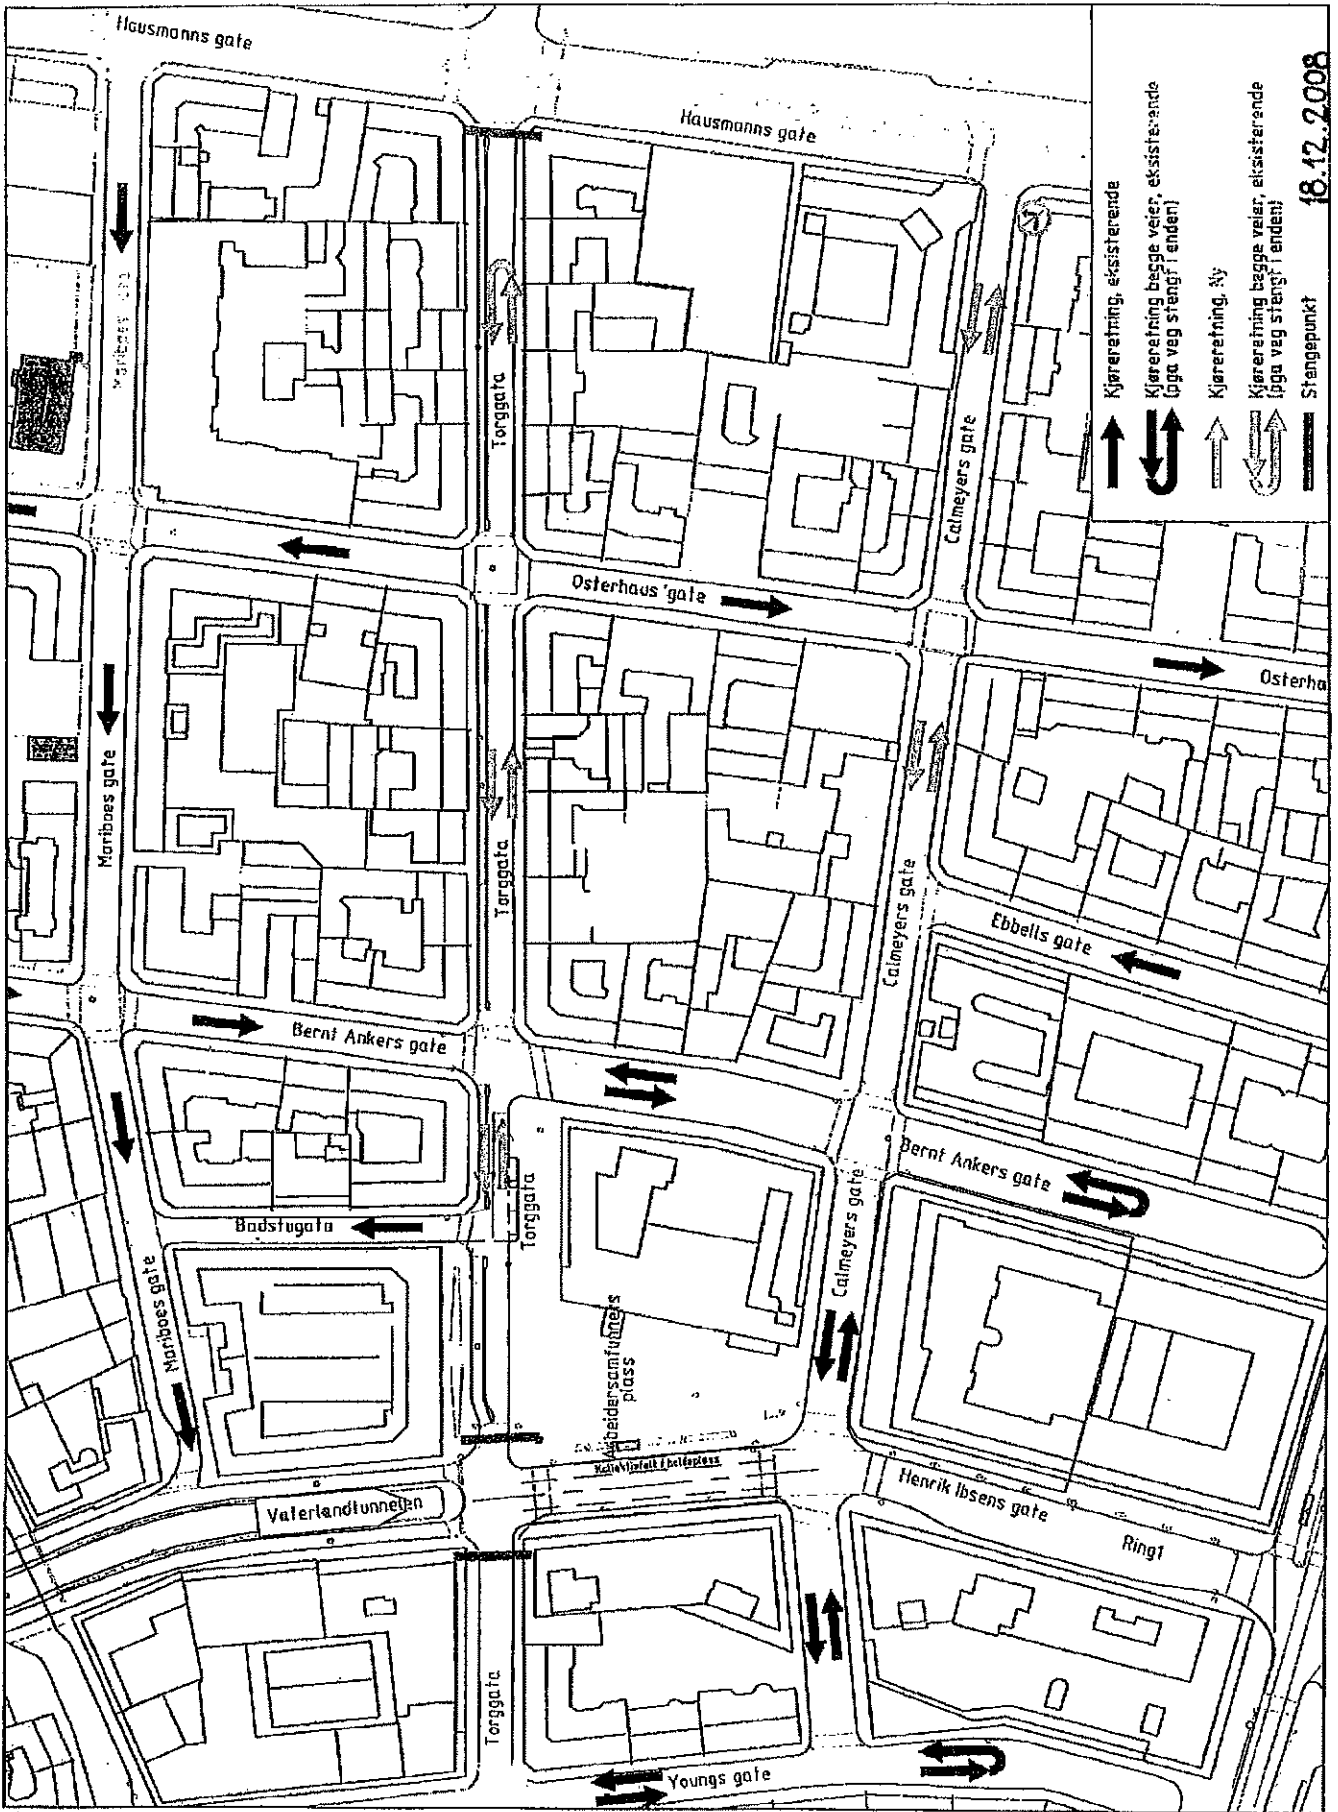 Hausmanns gate
Hausmanns gate
Torggata
Calmeyers gate
Osterhaus'gate
Osterha
Mariboes gate
Torggata
Calmeyers gate
Ebbells gate
Bernt Ankers gate
Bernt Ankers gate
Badstugata
Torggata
Calmeyers gate
Mariboes gate
Arbeidersamfunnets
plass
Kollektivfelt / holdeplass
Vaterlandtunnelen
Henrik Ibsens gate
Ring1
Torggata
Youngs gate
Kjøreretning, eksisterende
Kjøreretning begge veier, eksisterende
(pga veg stengt i enden)
Kjøreretning, Ny
Kjøreretning begge veier, eksisterende
(pga veg stengt i enden)
Stengepunkt
18.12.2008